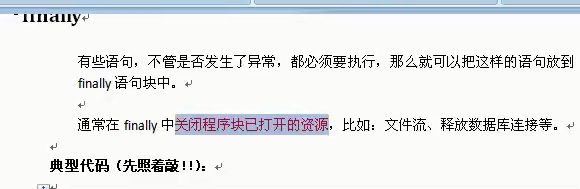 finally
有些语句，不管是否发生了异常，都必须要执行，那么就可以把这样的语句放到
finally 语句块中。
通常在 finally 中关闭程序块已打开的资源，比如：文件流、释放数据库连接等。
典型代码（先照着敲!!）：